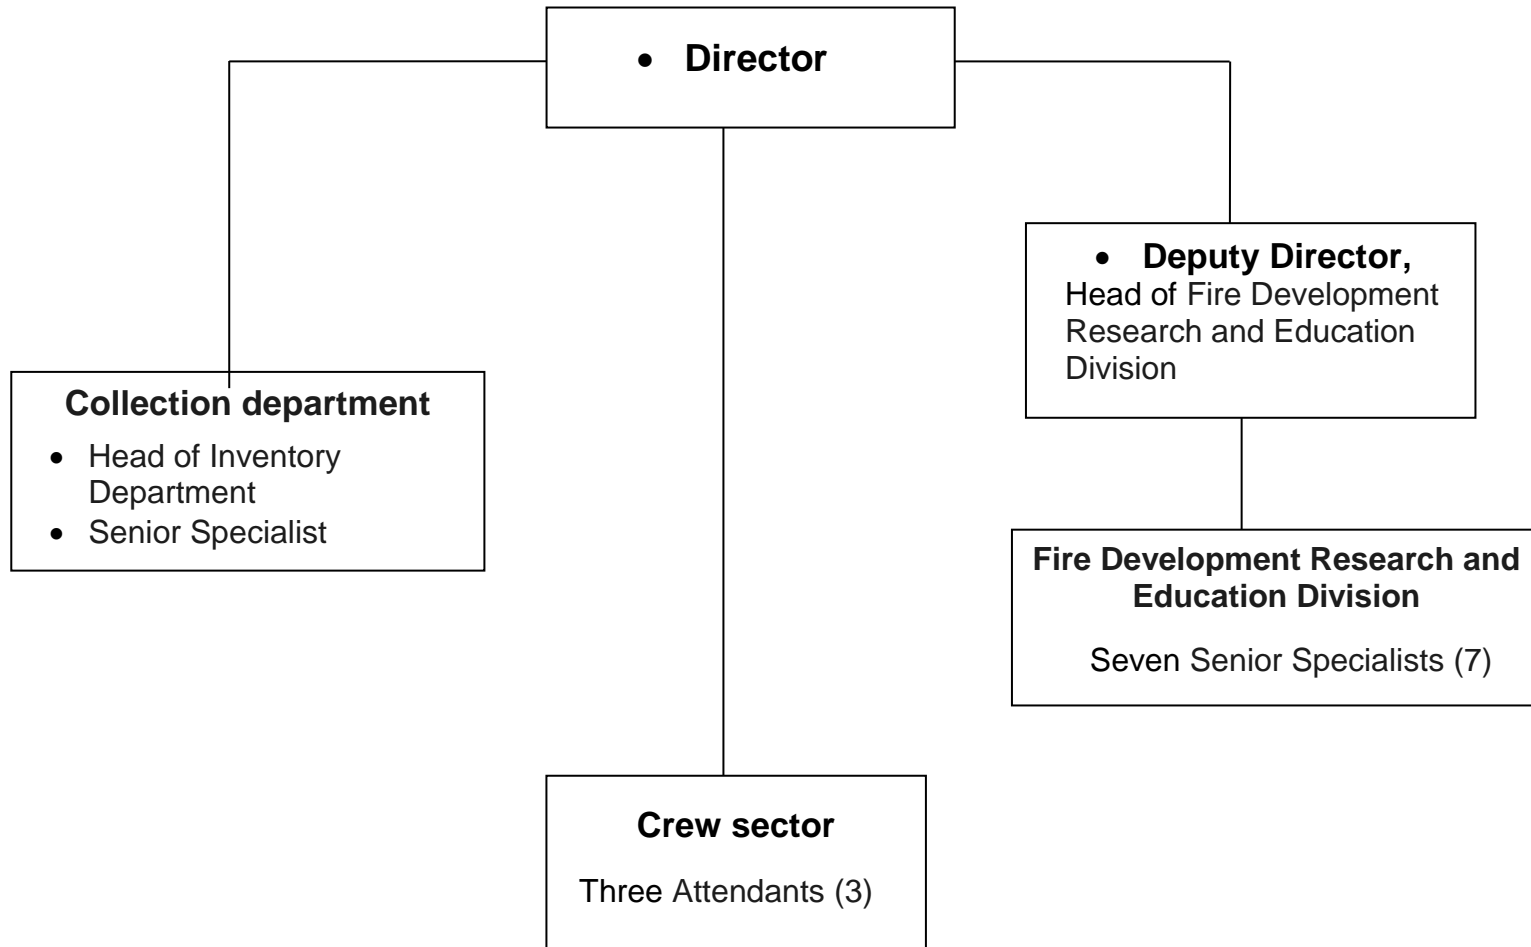 • Director
• Deputy Director,
Head of Fire Development
Research and Education
Division
Collection department
• Head of Inventory
Department
• Senior Specialist
Fire Development Research and
Education Division
Seven Senior Specialists (7)
Crew sector
Three Attendants (3)